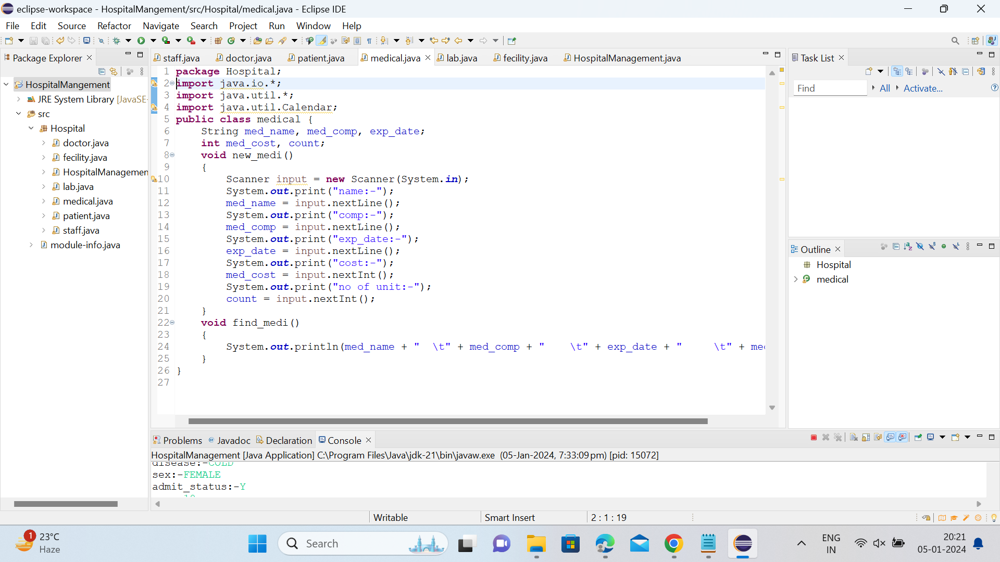 eclipse-workspace - HospitalMangement/src/Hospital/medical.java - Eclipse IDE
File Edit Source Refactor Navigate Search Project Run Window Help
Package Explorer
HospitalMangement
JRE System Library [JavaSE-
src
Hospital
doctor.java
fecility.java
HospitalManagemen
lab.java
medical.java
patient.java
staff.java
module-info.java
staff.java doctor.java patient.java medical.java lab.java fecility.java HospitalManagement.java
1 package Hospital;
2 import java.io.*;
3 import java.util.*;
4 import java.util.Calendar;
5 public class medical {
6 String med_name, med_comp, exp_date;
7 int med_cost, count;
8 void new_medi()
9 {
10 Scanner input = new Scanner(System.in);
11 System.out.print("name:-");
12 med_name = input.nextLine();
13 System.out.print("comp:-");
14 med_comp = input.nextLine();
15 System.out.print("exp_date:-");
16 exp_date = input.nextLine();
17 System.out.print("cost:-");
18 med_cost = input.nextInt();
19 System.out.print("no of unit:-");
20 count = input.nextInt();
21 }
22 void find_medi()
23 {
24 System.out.println(med_name + "  \t" + med_comp + "    \t" + exp_date + "     \t" + med
25 }
26 }
27
Task List
Find All Activate...
Outline
Hospital
medical
Problems Javadoc Declaration Console
HospitalManagement [Java Application] C:\Program Files\Java\jdk-21\bin\javaw.exe (05-Jan-2024, 7:33:09 pm) [pid: 15072]
disease:-COLD
sex:-FEMALE
admit_status:-Y
Writable Smart Insert 2 : 1 : 19
1 23°C
Haze
Search
ENG
IN
20:21
05-01-2024